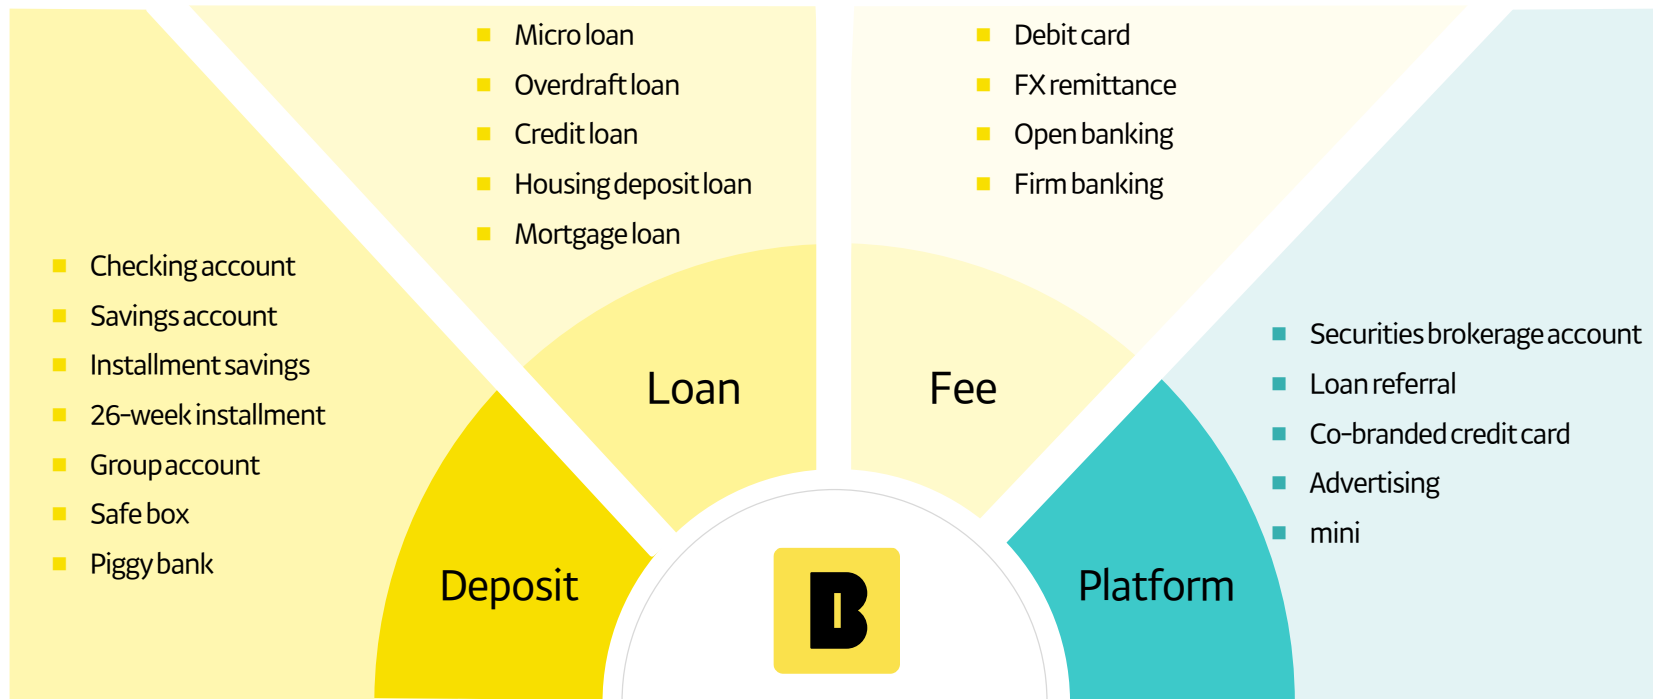 Checking account
Savings account
Installment savings
26-week installment
Group account
Safe box
Piggy bank
Deposit
Micro loan
Overdraft loan
Credit loan
Housing deposit loan
Mortgage loan
Loan
Debit card
FX remittance
Open banking
Firm banking
Fee
Securities brokerage account
Loan referral
Co-branded credit card
Advertising
mini
Platform
B